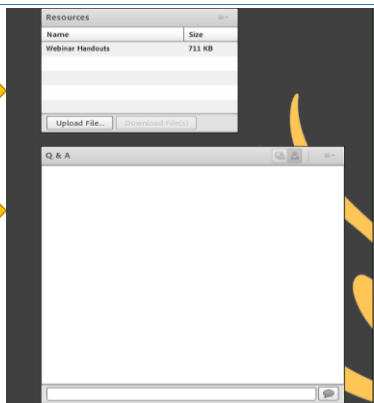 Resources
Name Size
Webinar Handouts 711 KB
Upload File... Download File(s)
Q & A